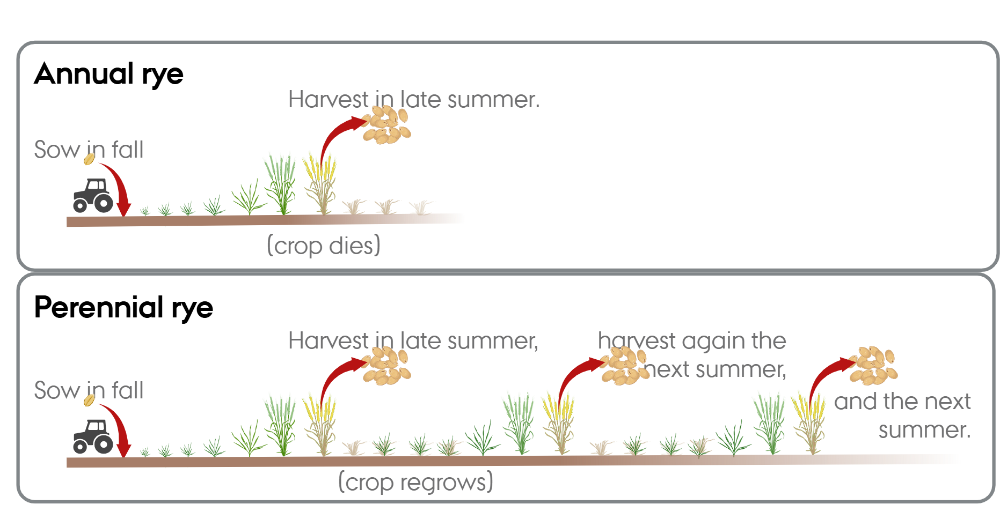 Annual rye
Harvest in late summer.
Sow in fall
(crop dies)
Perennial rye
Harvest in late summer,
harvest again the
next summer,
Sow in fall
and the next
summer.
(crop regrows)